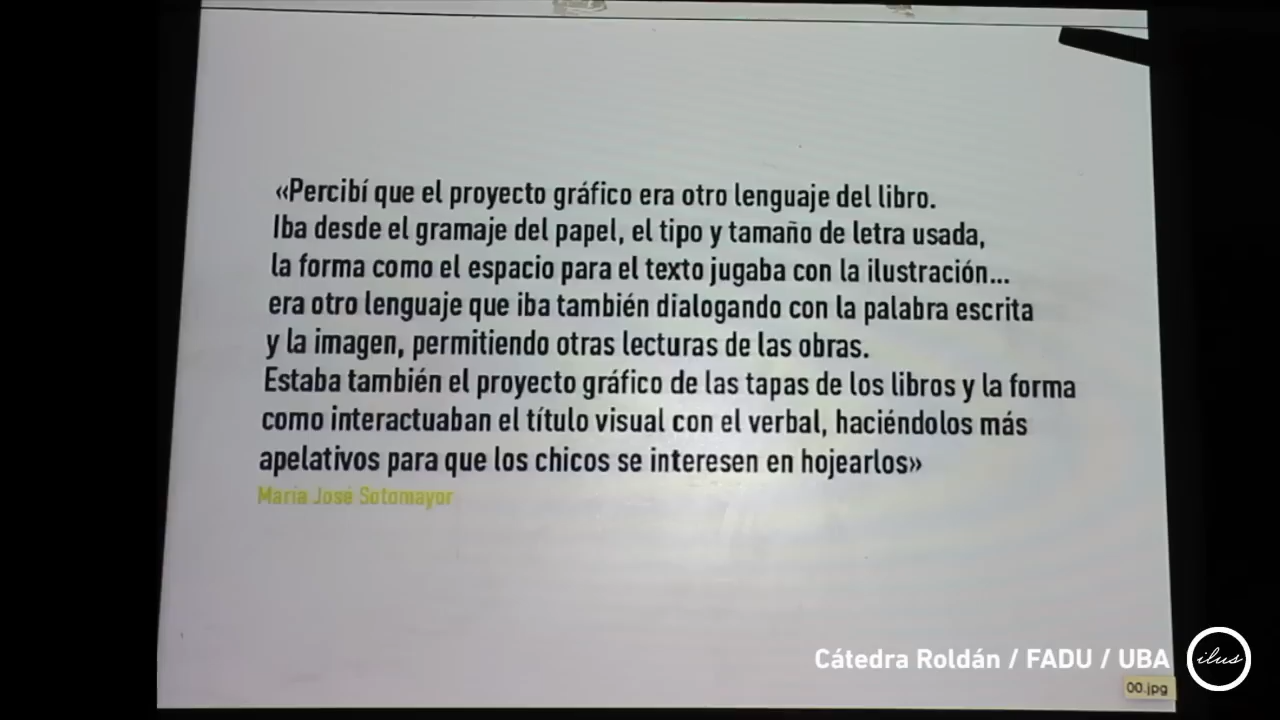 «Percibí que el proyecto gráfico era otro lenguaje del libro.
Iba desde el gramaje del papel, el tipo y tamaño de letra usada,
la forma como el espacio para el texto jugaba con la ilustración...
era otro lenguaje que iba también dialogando con la palabra escrita
y la imagen, permitiendo otras lecturas de las obras.
Estaba también el proyecto gráfico de las tapas de los libros y la forma
como interactuaban el título visual con el verbal, haciéndolos más
apelativos para que los chicos se interesen en hojearlos»
María José Sotomayor
Cátedra Roldán / FADU / UBA
ilus
00.jpg